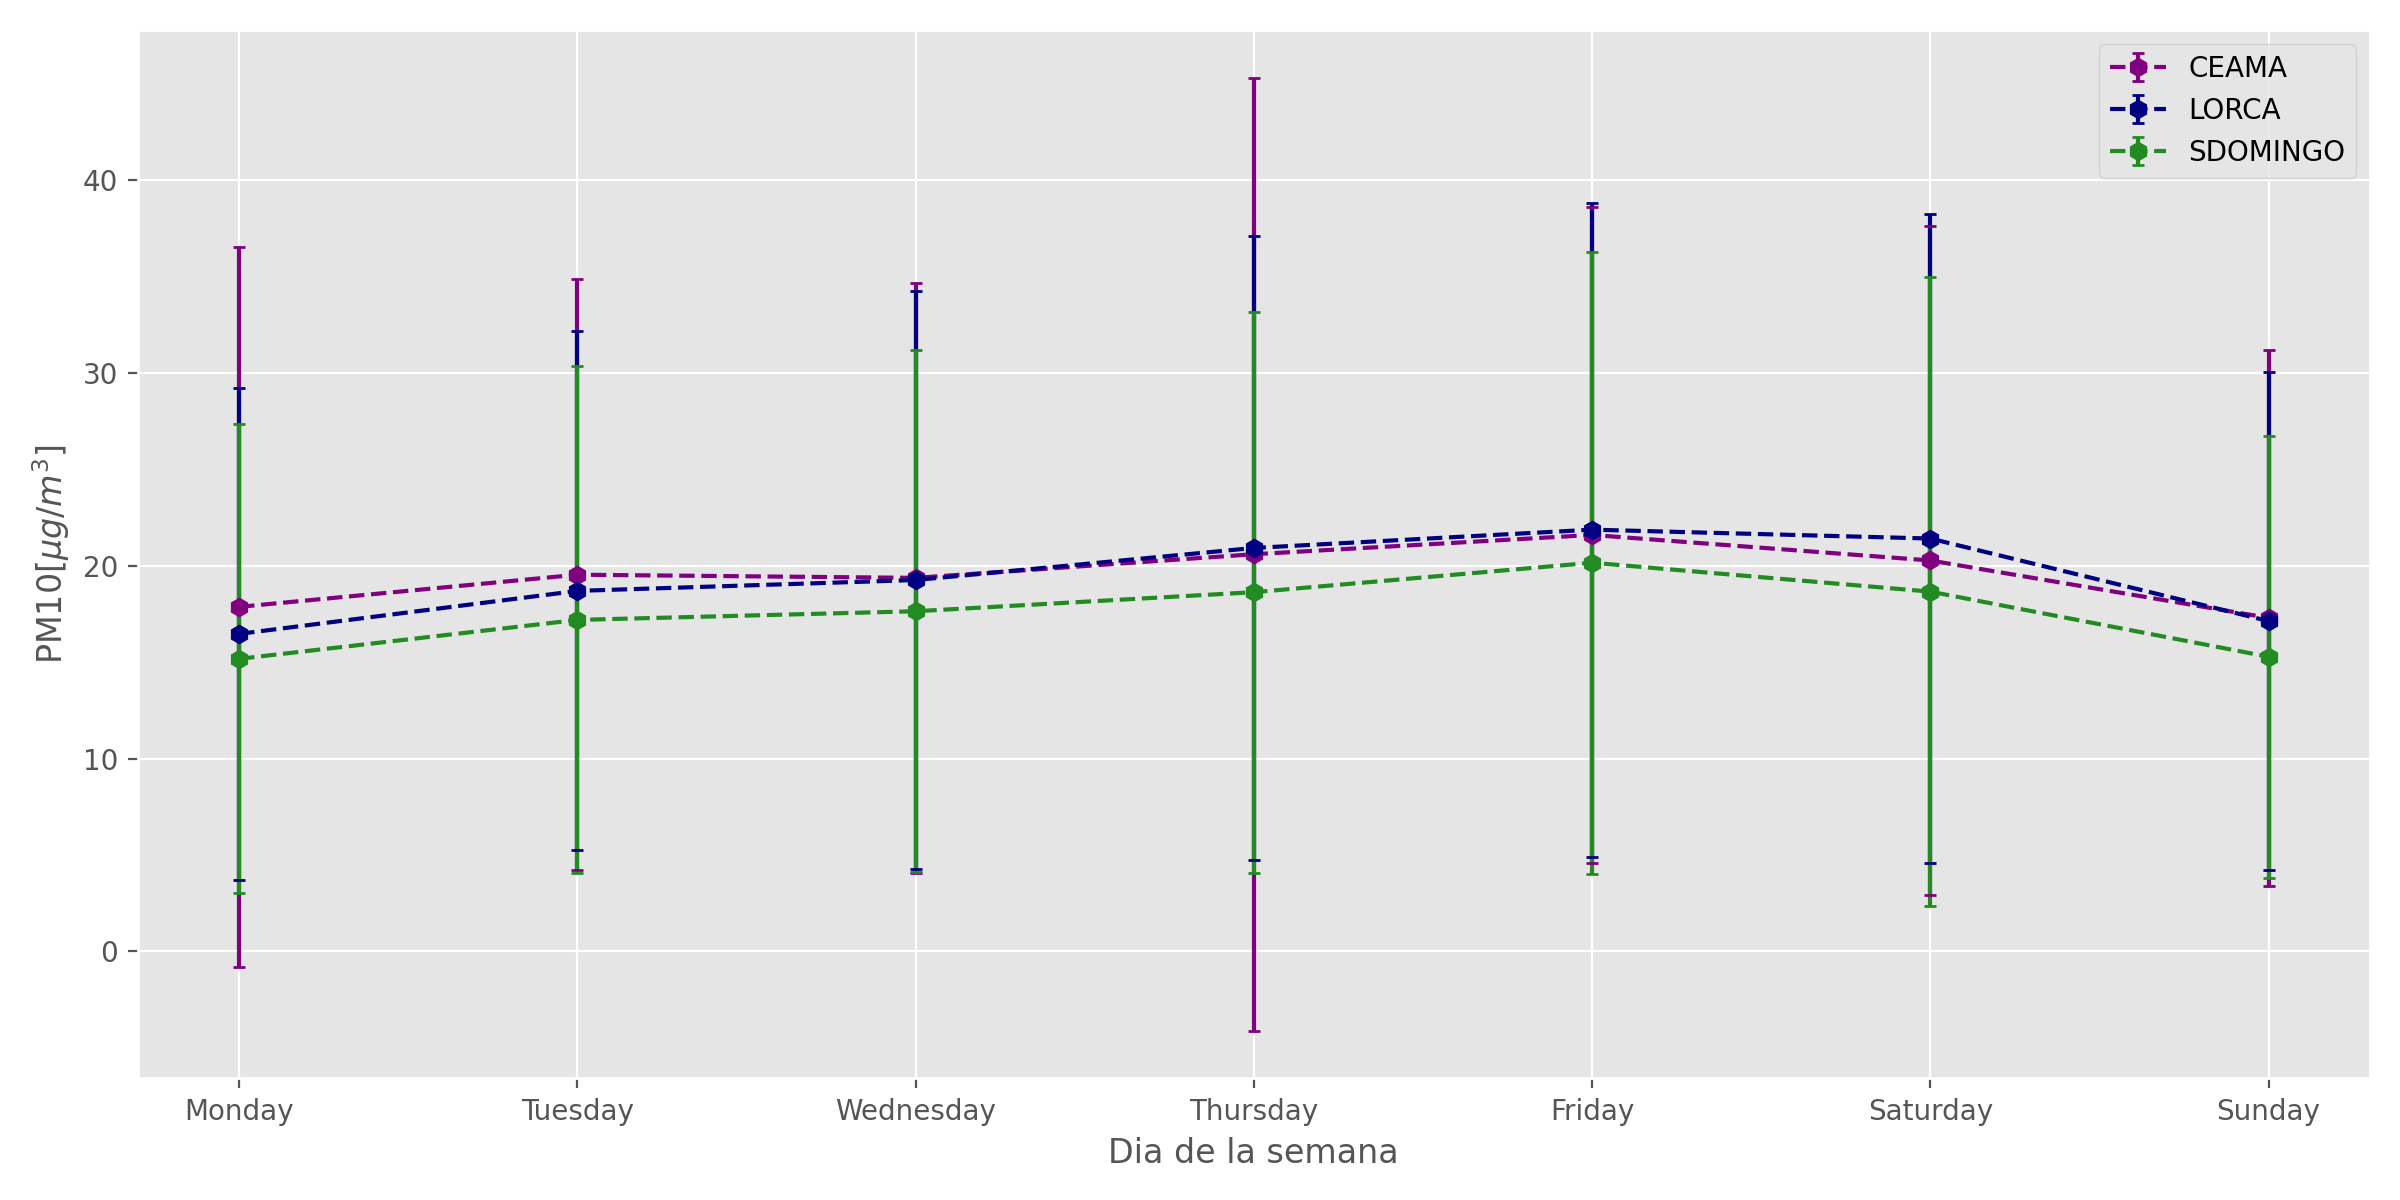 CEAMA
LORCA
SDOMINGO
40
30
20
10
0
PM10[μg/m³]
Monday Tuesday Wednesday Thursday Friday Saturday Sunday
Dia de la semana